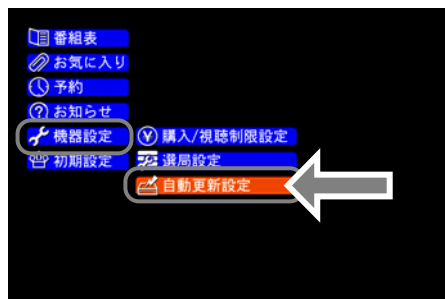 番組表
お気に入り
予約
お知らせ
機器設定
初期設定
購入/視聴制限設定
選局設定
自動更新設定